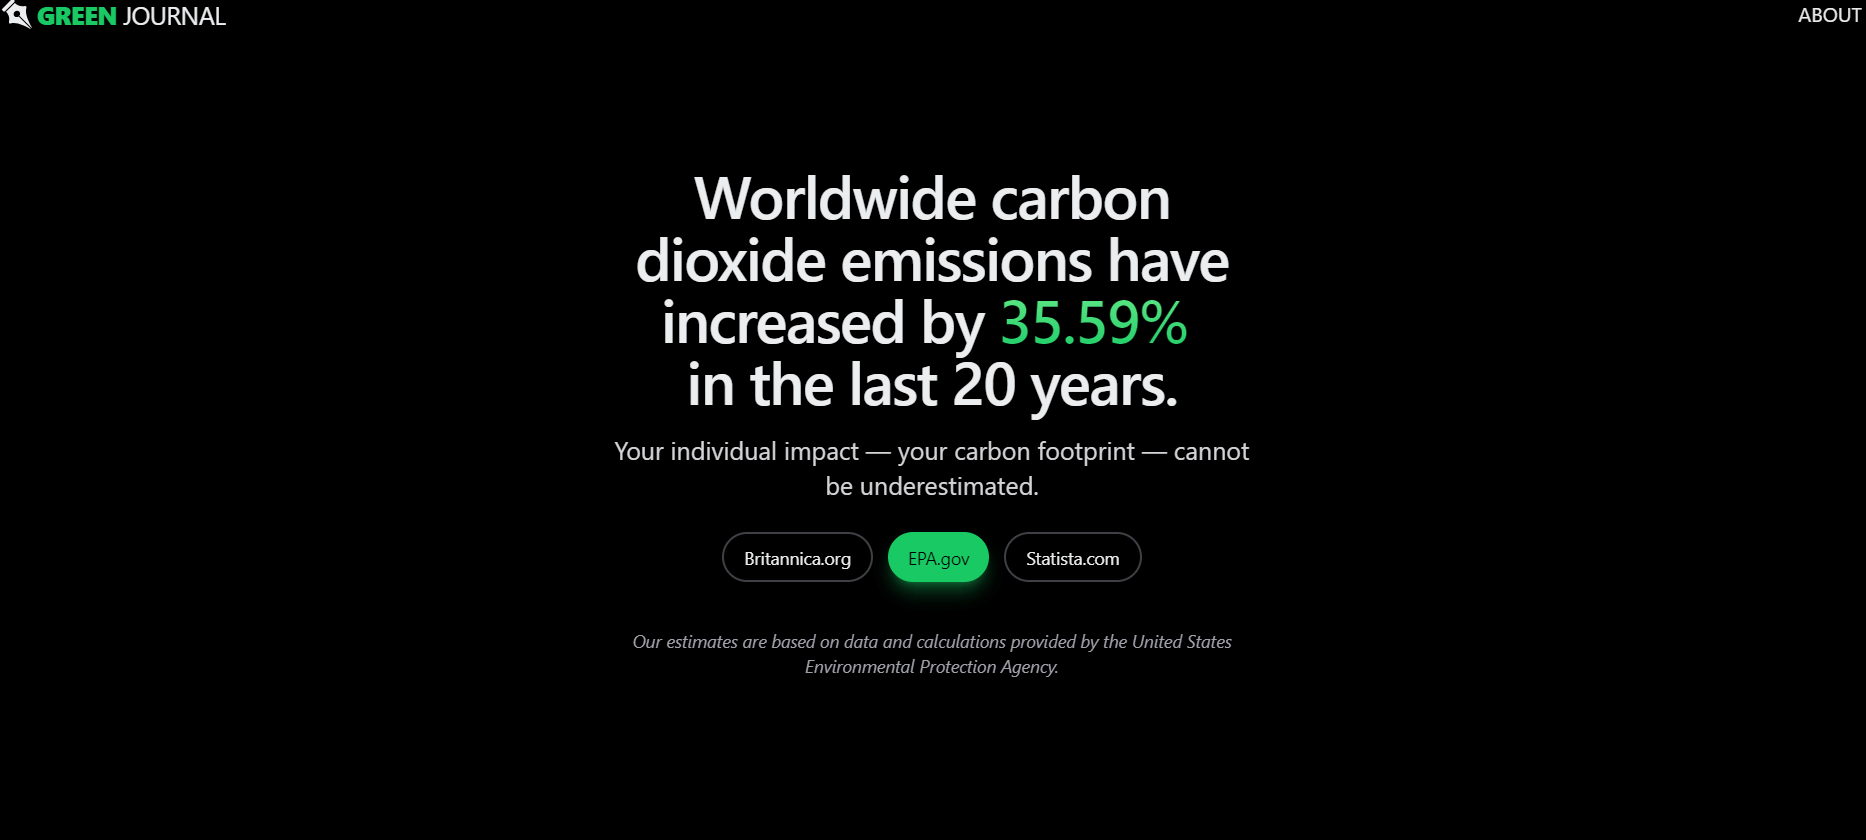 GREEN JOURNAL
ABOUT
Worldwide carbon
dioxide emissions have
increased by 35.59%
in the last 20 years.
Your individual impact — your carbon footprint — cannot
be underestimated.
Britannica.org
EPA.gov
Statista.com
Our estimates are based on data and calculations provided by the United States
Environmental Protection Agency.